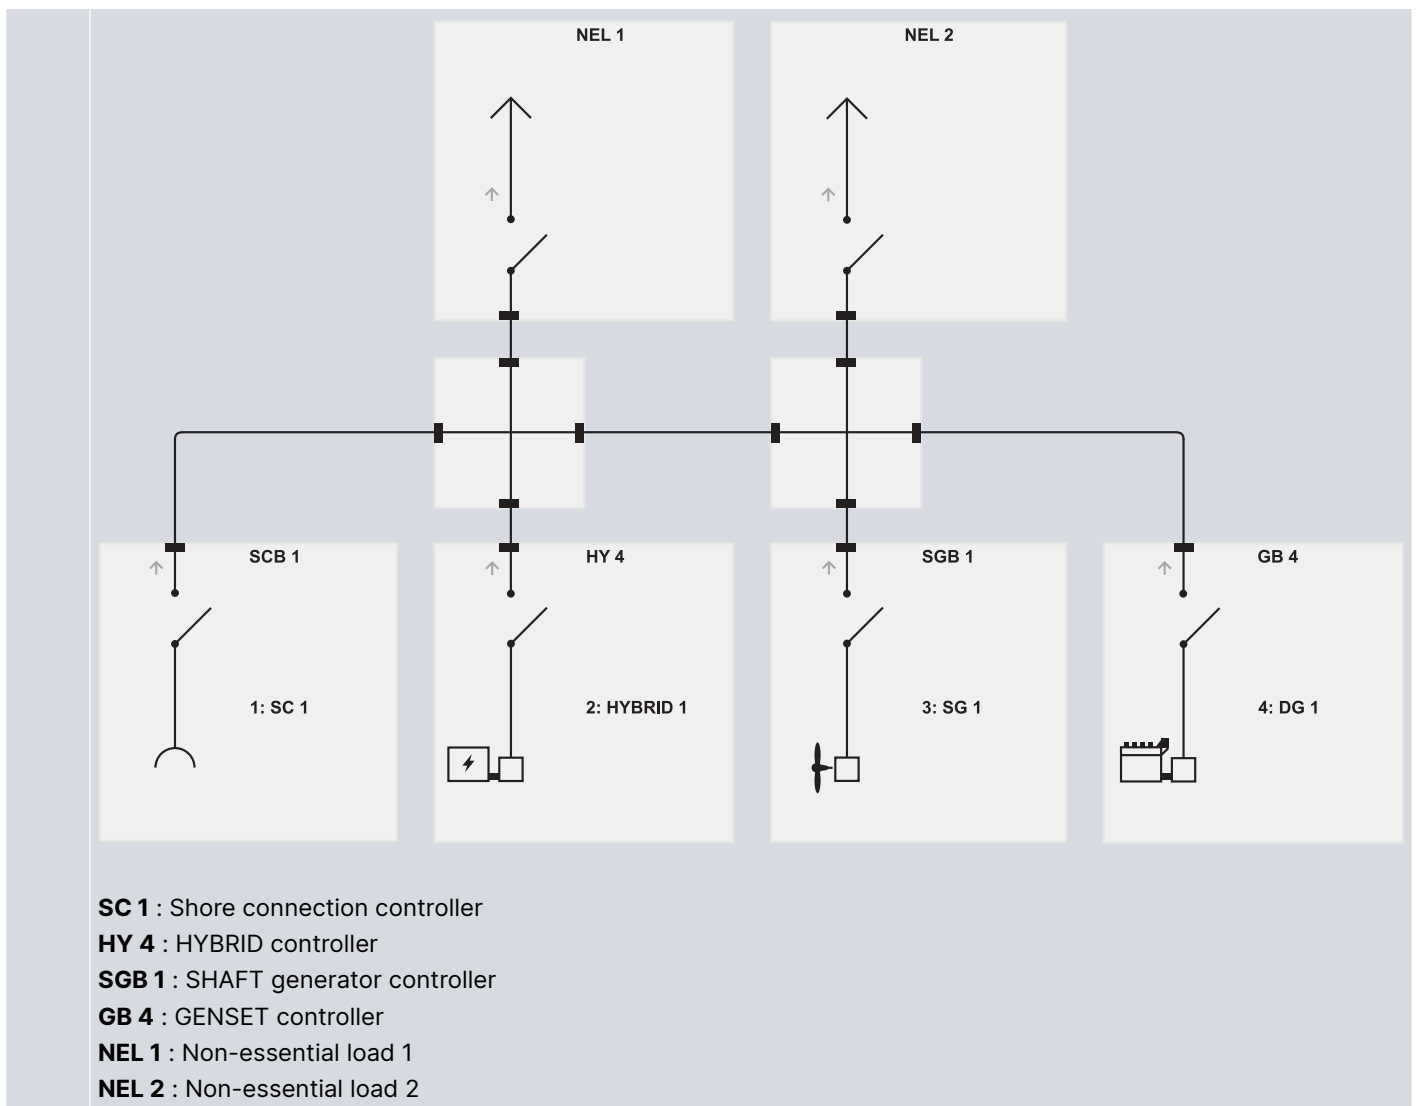 NEL 1
NEL 2
SCB 1
HY 4
SGB 1
GB 4
1: SC 1
2: HYBRID 1
3: SG 1
4: DG 1
SC 1 : Shore connection controller
HY 4 : HYBRID controller
SGB 1 : SHAFT generator controller
GB 4 : GENSET controller
NEL 1 : Non-essential load 1
NEL 2 : Non-essential load 2